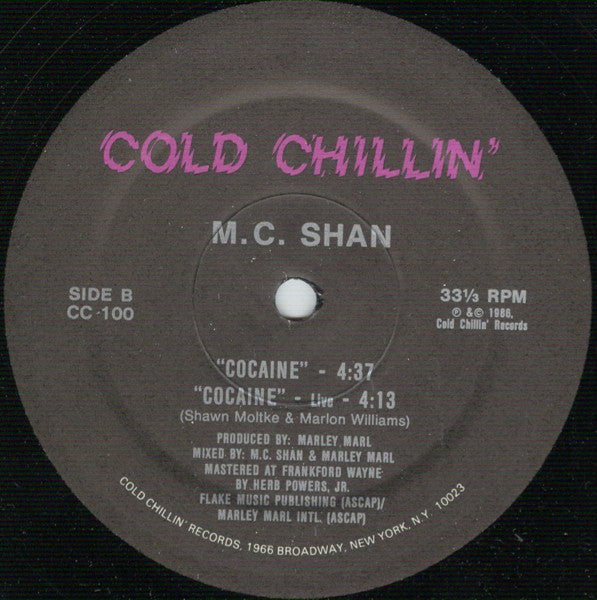 COLD CHILLIN'
M.C. SHAN
SIDE B
CC-100
33⅓ RPM
℗ & © 1986,
Cold Chillin' Records
"COCAINE" - 4:37
"COCAINE" - Live - 4:13
(Shawn Moltke & Marlon Williams)
PRODUCED BY: MARLEY MARL
MIXED BY: M.C. SHAN & MARLEY MARL
MASTERED AT FRANKFORD WAYNE
BY HERB POWERS, JR.
FLAKE MUSIC PUBLISHING (ASCAP)/
MARLEY MARL INTL. (ASCAP)
COLD CHILLIN' RECORDS, 1966 BROADWAY, NEW YORK, N.Y. 10023